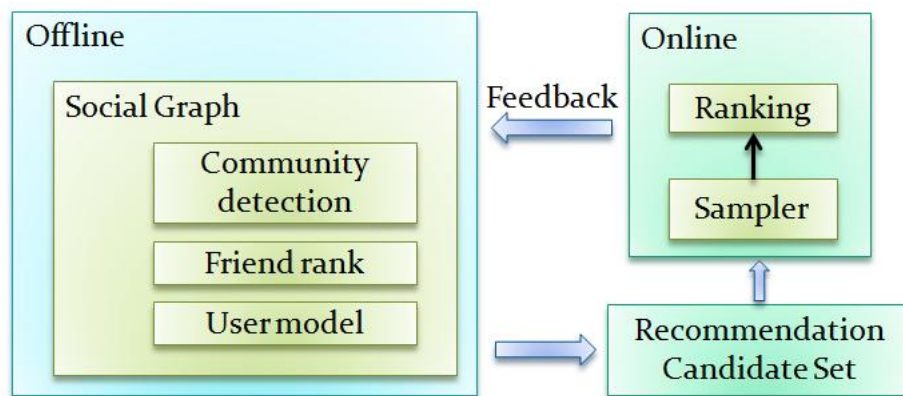 Offline
Social Graph
Community
detection
Friend rank
User model
Feedback
Online
Ranking
Sampler
Recommendation
Candidate Set